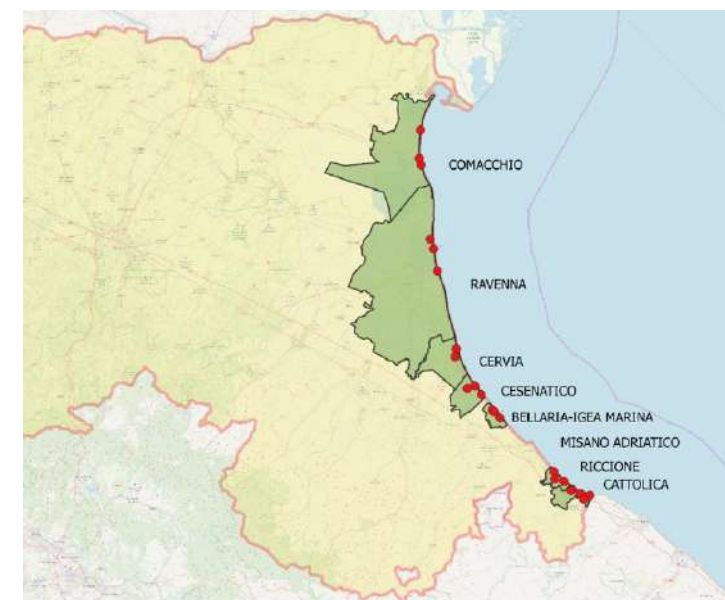 COMACCHIO
RAVENNA
CERVIA
CESENATICO
BELLARIA-IGEA MARINA
MISANO ADRIATICO
RICCIONE
CATTOLICA